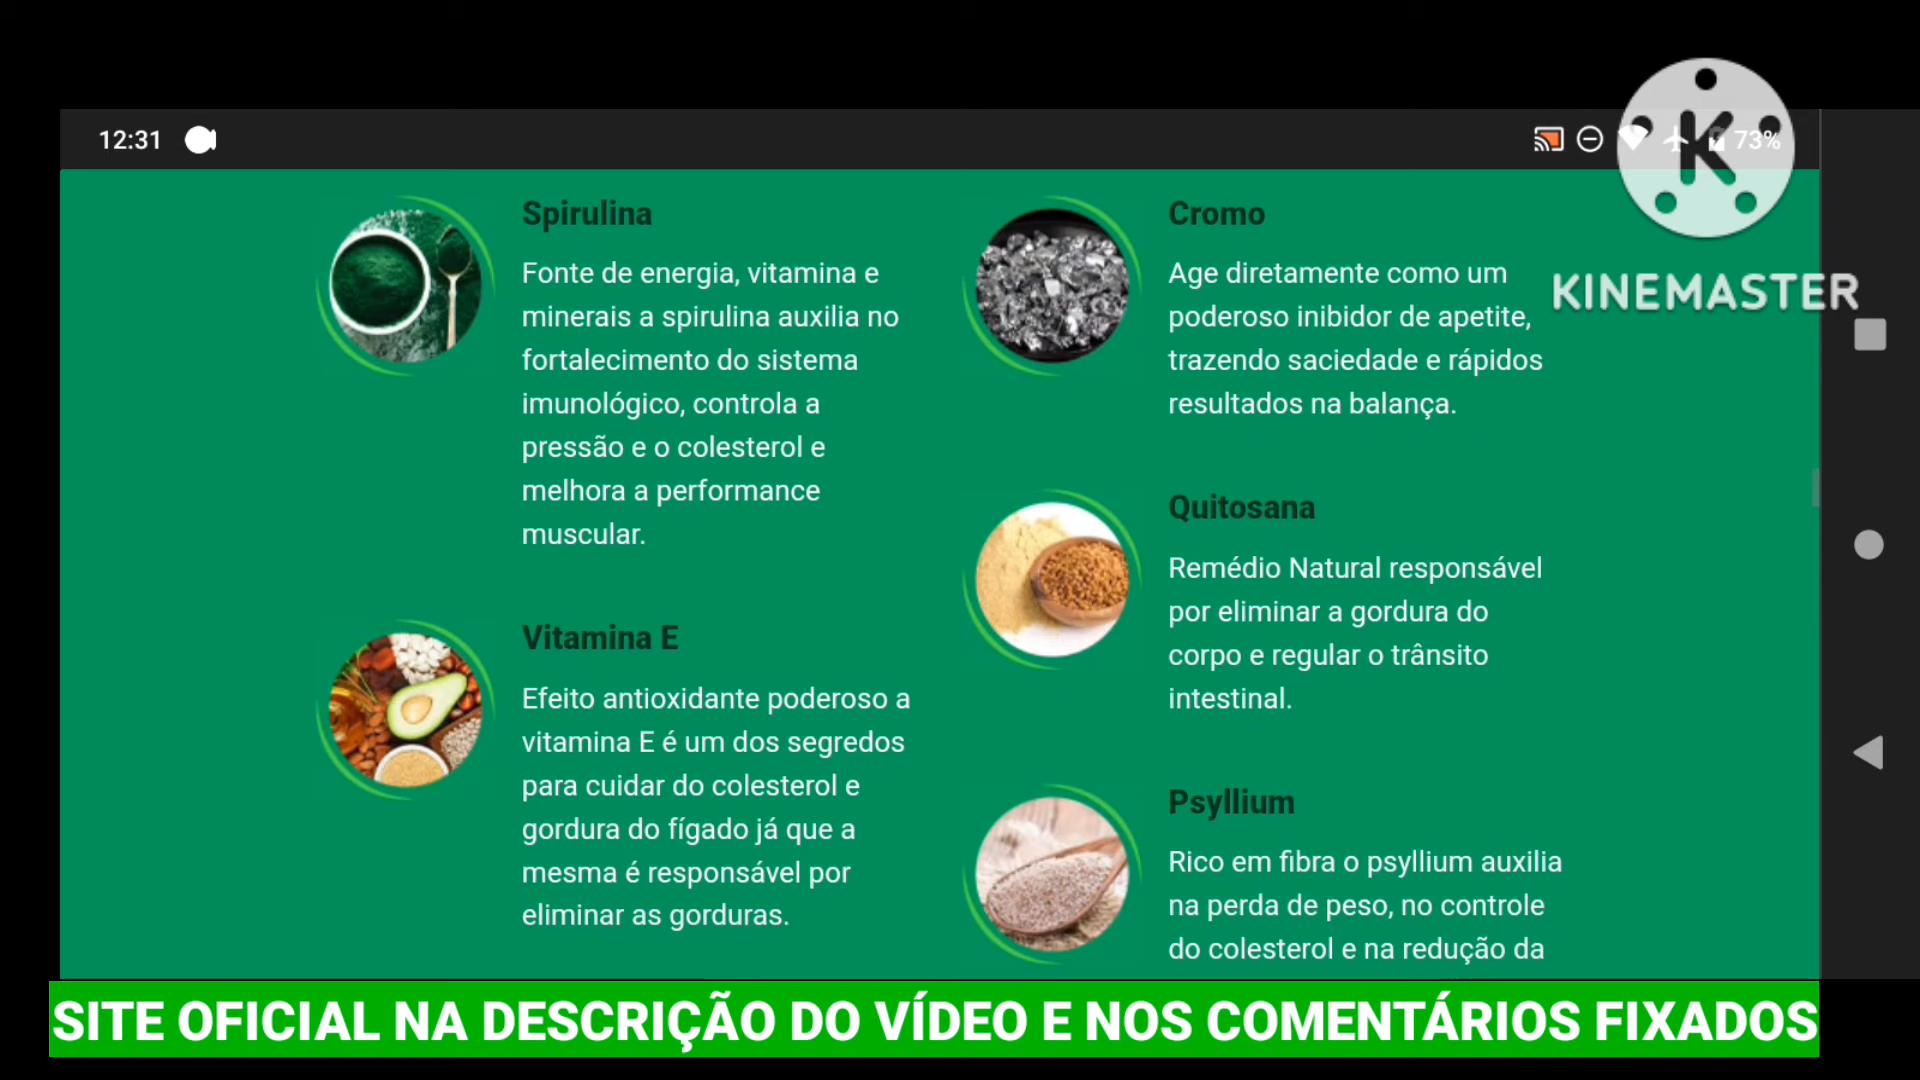 12:31
73%
KINEMASTER
Spirulina
Fonte de energia, vitamina e
minerais a spirulina auxilia no
fortalecimento do sistema
imunológico, controla a
pressão e o colesterol e
melhora a performance
muscular.
Vitamina E
Efeito antioxidante poderoso a
vitamina E é um dos segredos
para cuidar do colesterol e
gordura do fígado já que a
mesma é responsável por
eliminar as gorduras.
Cromo
Age diretamente como um
poderoso inibidor de apetite,
trazendo saciedade e rápidos
resultados na balança.
Quitosana
Remédio Natural responsável
por eliminar a gordura do
corpo e regular o trânsito
intestinal.
Psyllium
Rico em fibra o psyllium auxilia
na perda de peso, no controle
do colesterol e na redução da
SITE OFICIAL NA DESCRIÇÃO DO VÍDEO E NOS COMENTÁRIOS FIXADOS